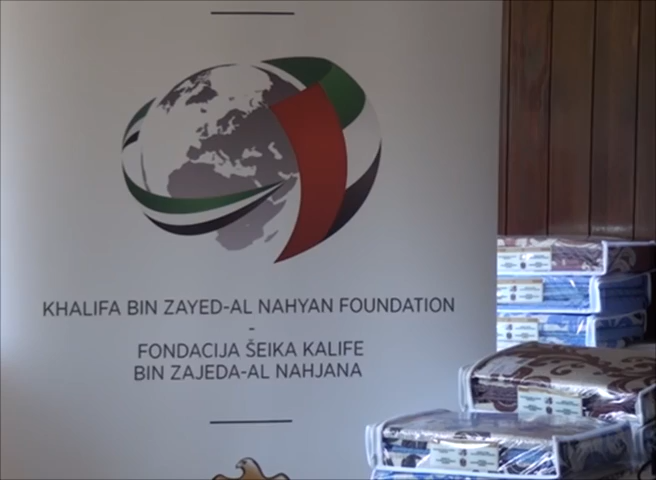 KHALIFA BIN ZAYED-AL NAHYAN FOUNDATION
-
FONDACIJA ŠEIKA KALIFE
BIN ZAJEDA-AL NAHJANA